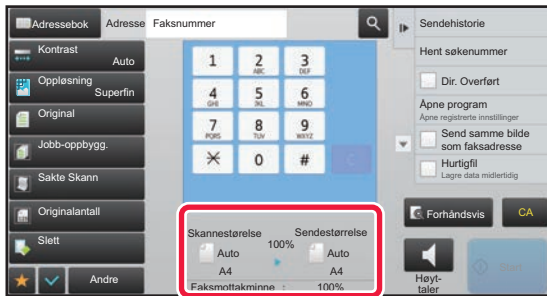 Adressebok Adresse Faksnummer
Kontrast
Auto
Oppløsning
Superfin
Original
Jobb-oppbygg.
Sakte Skann
Originalantall
Slett
Andre
1 2 3
ABC DEF
4 5 6
GHI JKL MNO
7 8 9
PQRS TUV WXYZ
0 #
C
Skannestørelse Sendestørrelse
100%
Auto Auto
A4 A4
Faksmottakminne : 100%
Sendehistorie
Hent søkenummer
Dir. Overført
Åpne program
Apne registrerte innstillinger
Send samme bilde
som faksadresse
Hurtigfil
Lagre data midlertidig
Forhåndsvis CA
Høyt-
taler
Start